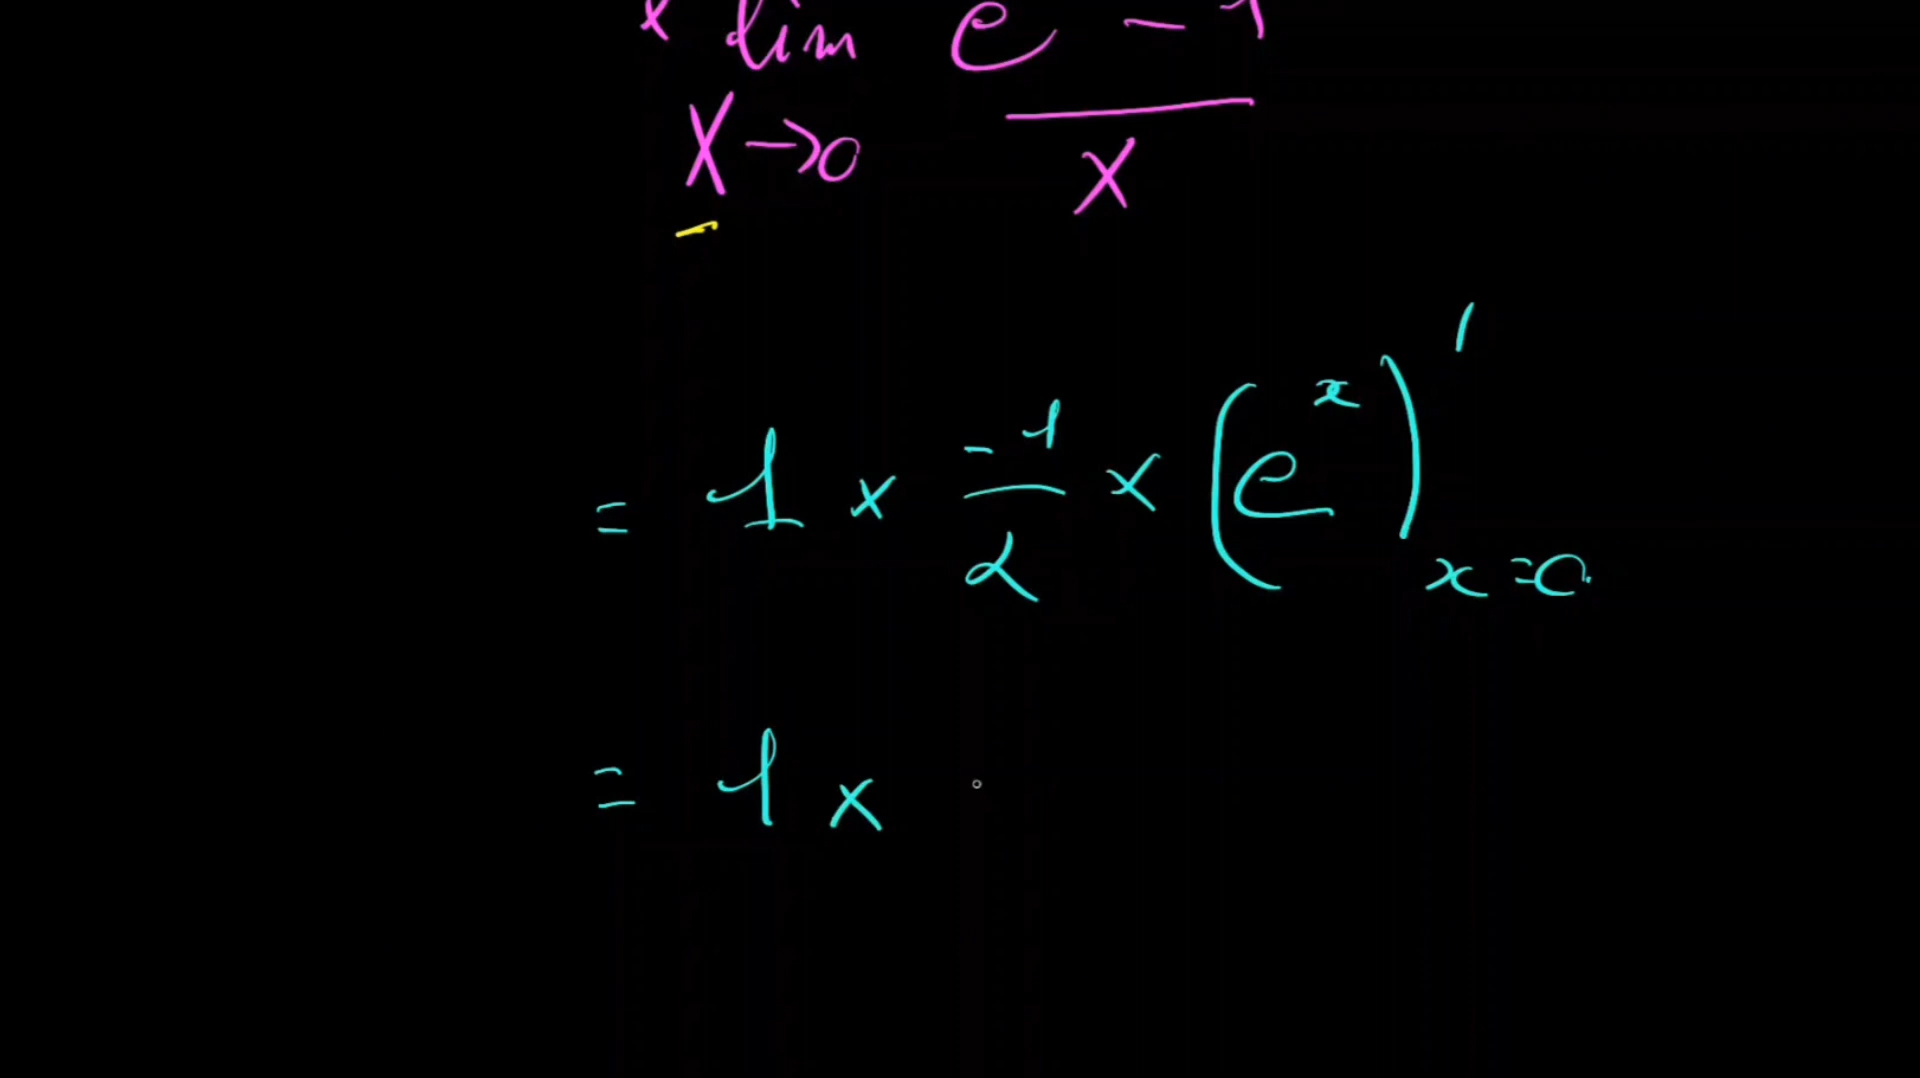 × lim e - 1
X→0 X
= 1 × -1/2 × (e^x)' x=0
= 1 ×